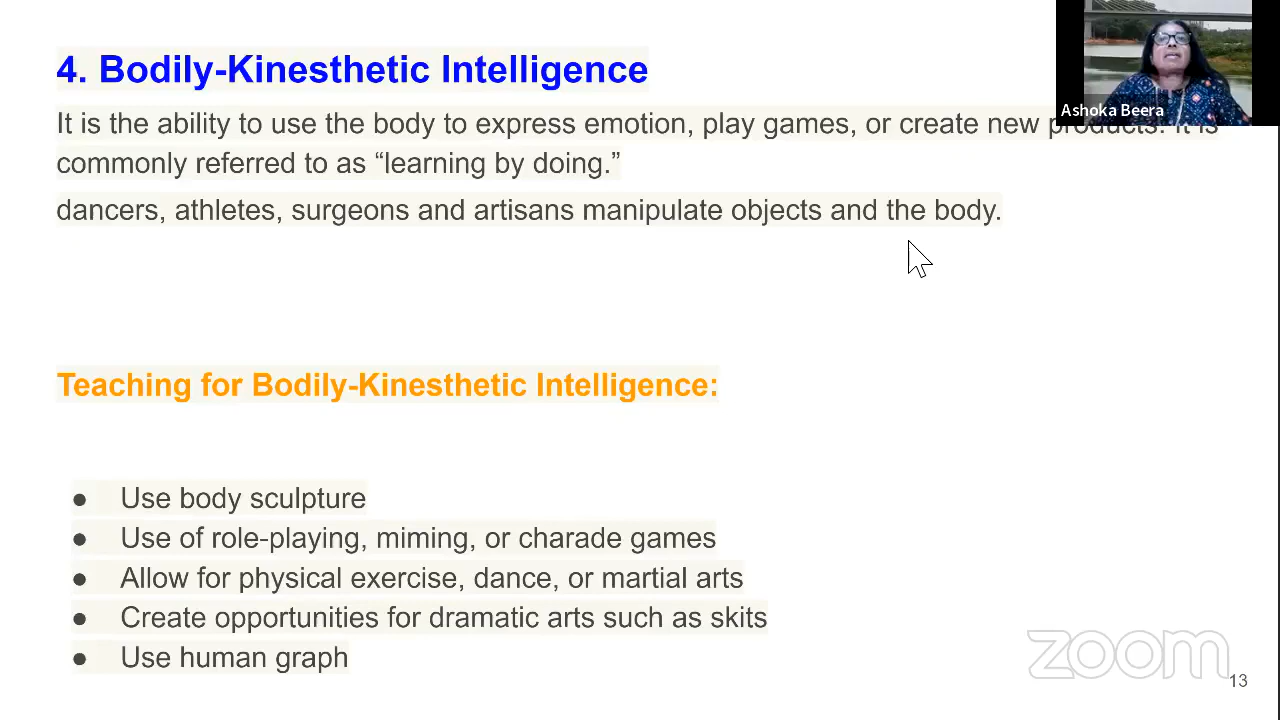 4. Bodily-Kinesthetic Intelligence
Ashoka Beera
It is the ability to use the body to express emotion, play games, or create new products. It is
commonly referred to as “learning by doing.”
dancers, athletes, surgeons and artisans manipulate objects and the body.
Teaching for Bodily-Kinesthetic Intelligence:
● Use body sculpture
● Use of role-playing, miming, or charade games
● Allow for physical exercise, dance, or martial arts
● Create opportunities for dramatic arts such as skits
● Use human graph
zoom
13